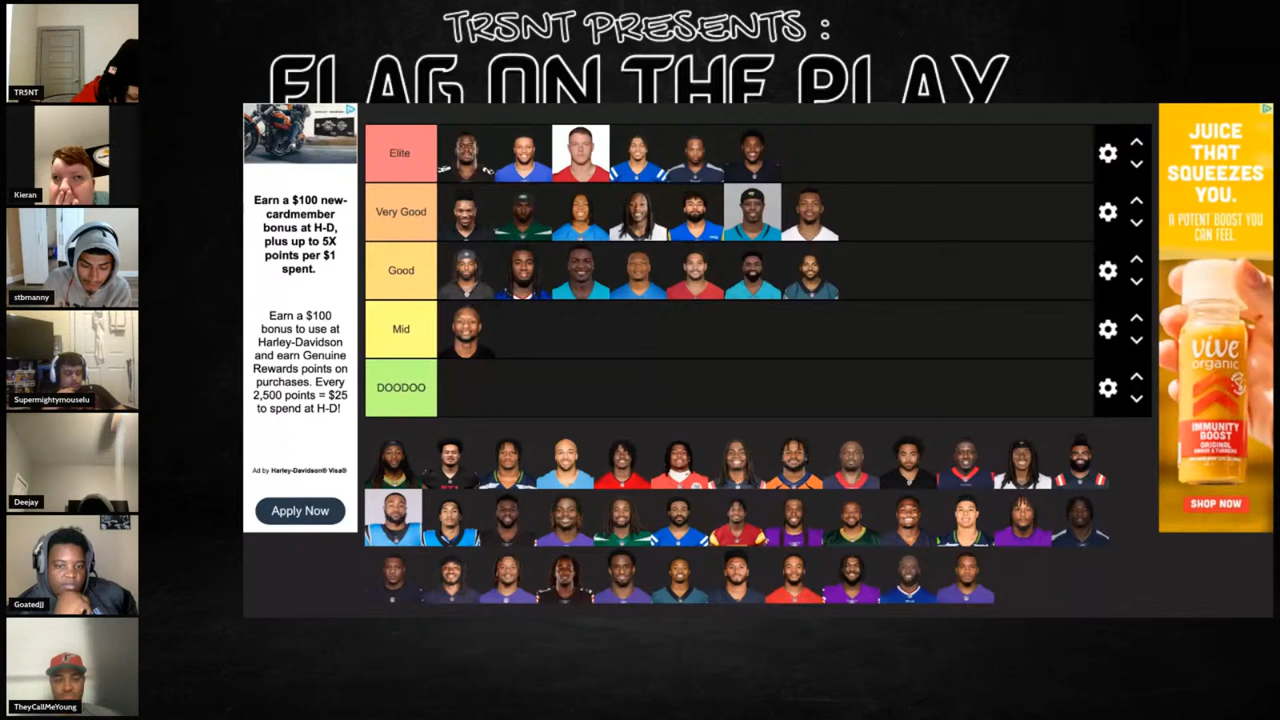 TR5NT PRESENTS :
FLAG ON THE PLAY
TR5NT
Kieran
stbmanny
Supermightymouselu
Deejay
GoatedJJ
TheyCallMeYoung
Earn a $100 new-
cardmember
bonus at H-D,
plus up to 5X
points per $1
spent.
Earn a $100
bonus to use at
Harley-Davidson
and earn Genuine
Rewards points on
purchases. Every
2,500 points = $25
to spend at H-D!
Ad by Harley-Davidson® Visa®
Apply Now
Elite
Very Good
Good
Mid
DOODOO
JUICE
THAT
SQUEEZES
YOU.
A POTENT BOOST YOU
CAN FEEL.
vive
organic
IMMUNITY
BOOST
ORIGINAL
GINGER & TURMERIC
SHOP NOW